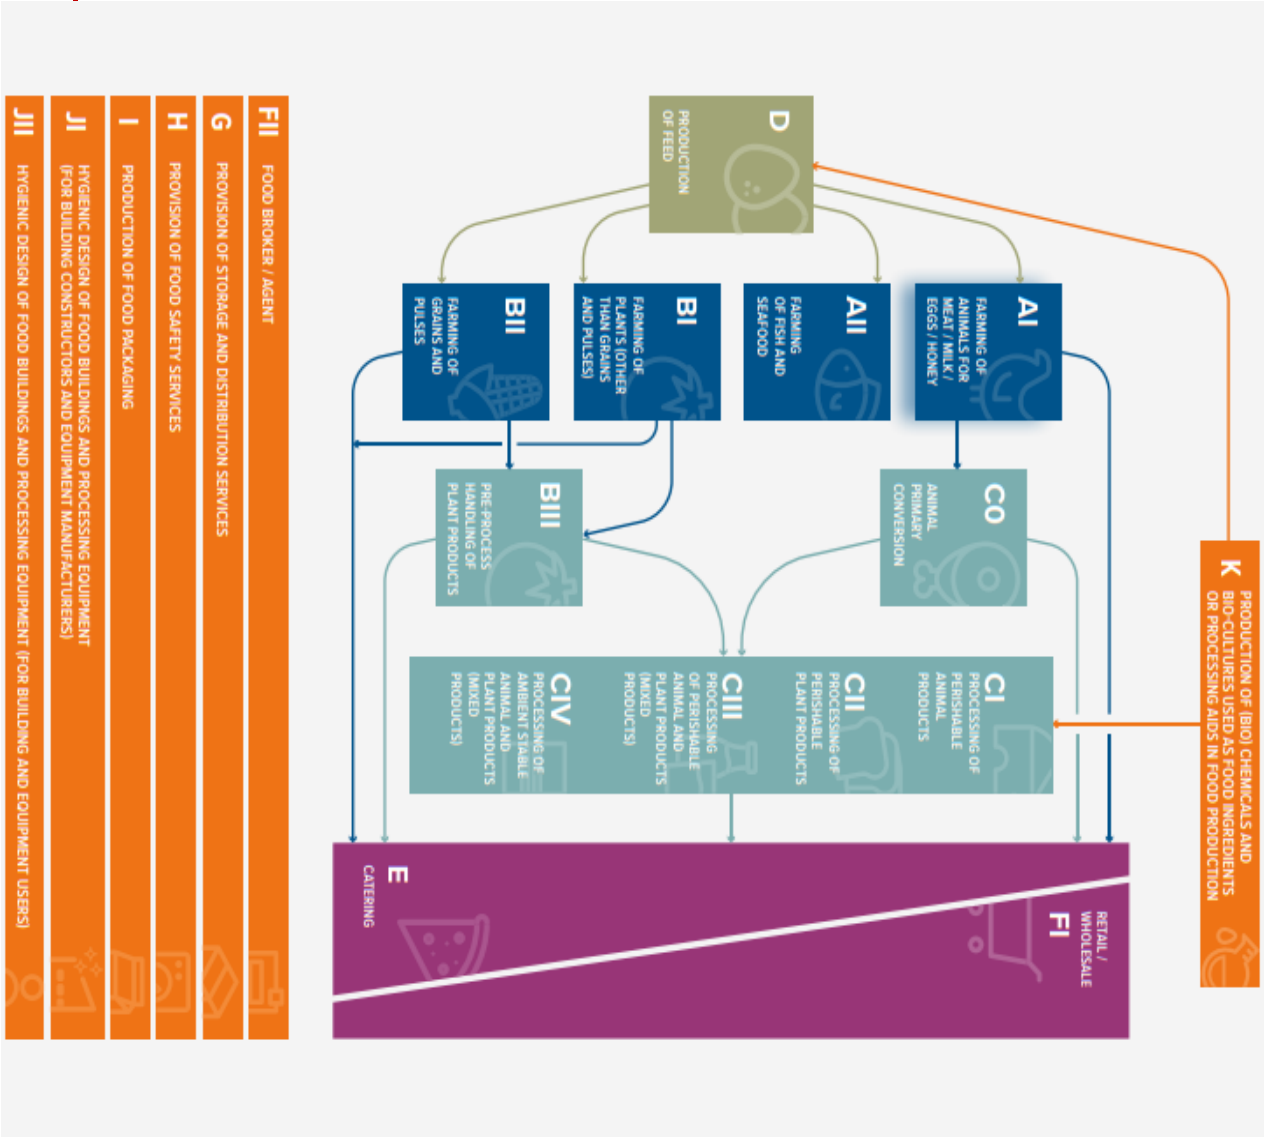 K
PRODUCTION OF (BIO) CHEMICALS AND
BIO-CULTURES USED AS FOOD INGREDIENTS
OR PROCESSING AIDS IN FOOD PRODUCTION
D
PRODUCTION
OF FEED
AI
FARMING OF
ANIMALS FOR
MEAT / MILK /
EGGS / HONEY
AII
FARMING
OF FISH AND
SEAFOOD
BI
FARMING OF
PLANTS (OTHER
THAN GRAINS
AND PULSES)
BII
FARMING OF
GRAINS AND
PULSES
C0
ANIMAL
PRIMARY
CONVERSION
BIII
PRE-PROCESS
HANDLING OF
PLANT PRODUCTS
CI
PROCESSING OF
PERISHABLE
ANIMAL
PRODUCTS
CII
PROCESSING OF
PERISHABLE
PLANT PRODUCTS
CIII
PROCESSING
OF PERISHABLE
ANIMAL AND
PLANT PRODUCTS
(MIXED
PRODUCTS)
CIV
PROCESSING OF
AMBIENT STABLE
ANIMAL AND
PLANT PRODUCTS
(MIXED
PRODUCTS)
RETAIL /
WHOLESALE
FI
E
CATERING
FII FOOD BROKER / AGENT
G PROVISION OF STORAGE AND DISTRIBUTION SERVICES
H PROVISION OF FOOD SAFETY SERVICES
I PRODUCTION OF FOOD PACKAGING
JI HYGIENIC DESIGN OF FOOD BUILDINGS AND PROCESSING EQUIPMENT
(FOR BUILDING CONSTRUCTORS AND EQUIPMENT MANUFACTURERS)
JII HYGIENIC DESIGN OF FOOD BUILDINGS AND PROCESSING EQUIPMENT (FOR BUILDING AND EQUIPMENT USERS)